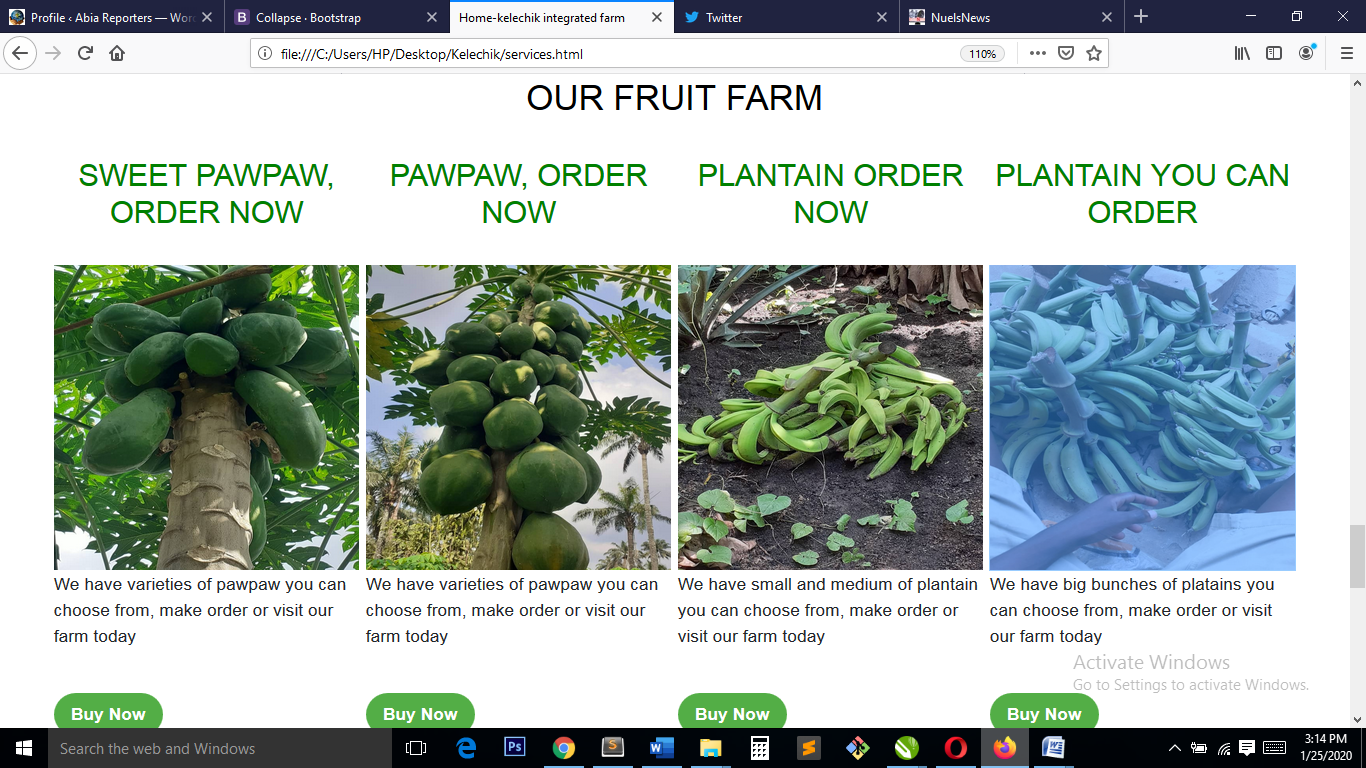 Profile ‹ Abia Reporters — Wor
Collapse · Bootstrap
Home-kelechik integrated farm
Twitter
NuelsNews
file:///C:/Users/HP/Desktop/Kelechik/services.html
110%
OUR FRUIT FARM
SWEET PAWPAW,
ORDER NOW
PAWPAW, ORDER
NOW
PLANTAIN ORDER
NOW
PLANTAIN YOU CAN
ORDER
We have varieties of pawpaw you can
choose from, make order or visit our
farm today
We have varieties of pawpaw you can
choose from, make order or visit our
farm today
We have small and medium of plantain
you can choose from, make order or
visit our farm today
We have big bunches of platains you
can choose from, make order or visit
our farm today
Activate Windows
Go to Settings to activate Windows.
Buy Now
Buy Now
Buy Now
Buy Now
Search the web and Windows
3:14 PM
1/25/2020